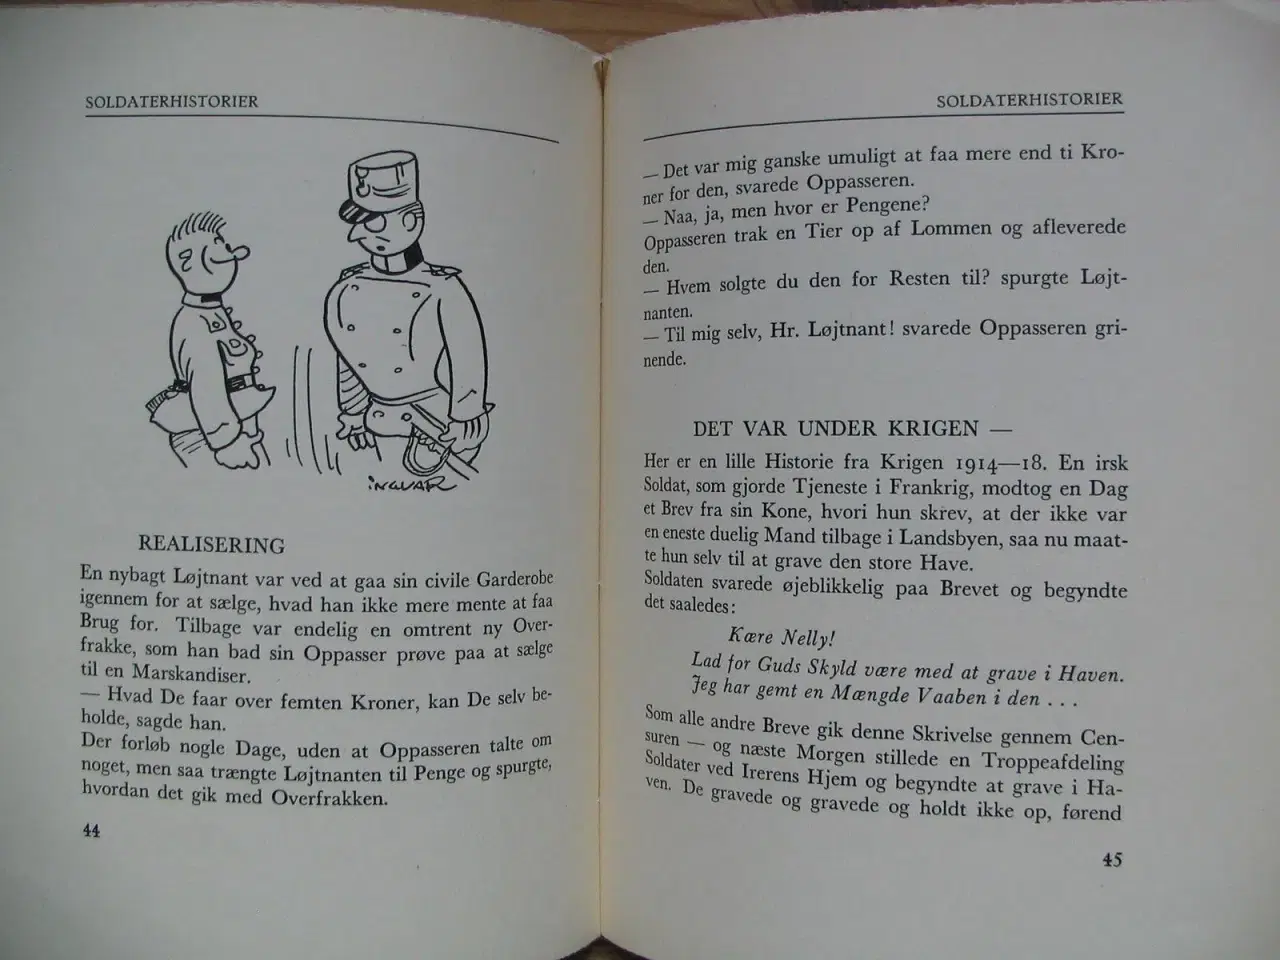 SOLDATERHISTORIER
INGVAR
REALISERING
En nybagt Løjtnant var ved at gaa sin civile Garderobe
igennem for at sælge, hvad han ikke mere mente at faa
Brug for. Tilbage var endelig en omtrent ny Over-
frakke, som han bad sin Oppasser prøve paa at sælge
til en Marskandiser.
— Hvad De faar over femten Kroner, kan De selv be-
holde, sagde han.
Der forløb nogle Dage, uden at Oppasseren talte om
noget, men saa trængte Løjtnanten til Penge og spurgte,
hvordan det gik med Overfrakken.
44
SOLDATERHISTORIER
— Det var mig ganske umuligt at faa mere end ti Kro-
ner for den, svarede Oppasseren.
— Naa, ja, men hvor er Pengene?
Oppasseren trak en Tier op af Lommen og afleverede
den.
— Hvem solgte du den for Resten til? spurgte Løjt-
nanten.
— Til mig selv, Hr. Løjtnant! svarede Oppasseren gri-
nende.
DET VAR UNDER KRIGEN —
Her er en lille Historie fra Krigen 1914—18. En irsk
Soldat, som gjorde Tjeneste i Frankrig, modtog en Dag
et Brev fra sin Kone, hvori hun skrev, at der ikke var
en eneste duelig Mand tilbage i Landsbyen, saa nu maat-
te hun selv til at grave den store Have.
Soldaten svarede øjeblikkelig paa Brevet og begyndte
det saaledes:
Kære Nelly!
Lad for Guds Skyld være med at grave i Haven.
Jeg har gemt en Mængde Vaaben i den . . .
Som alle andre Breve gik denne Skrivelse gennem Cen-
suren — og næste Morgen stillede en Troppeafdeling
Soldater ved Irerens Hjem og begyndte at grave i Ha-
ven. De gravede og gravede og holdt ikke op, førend
45